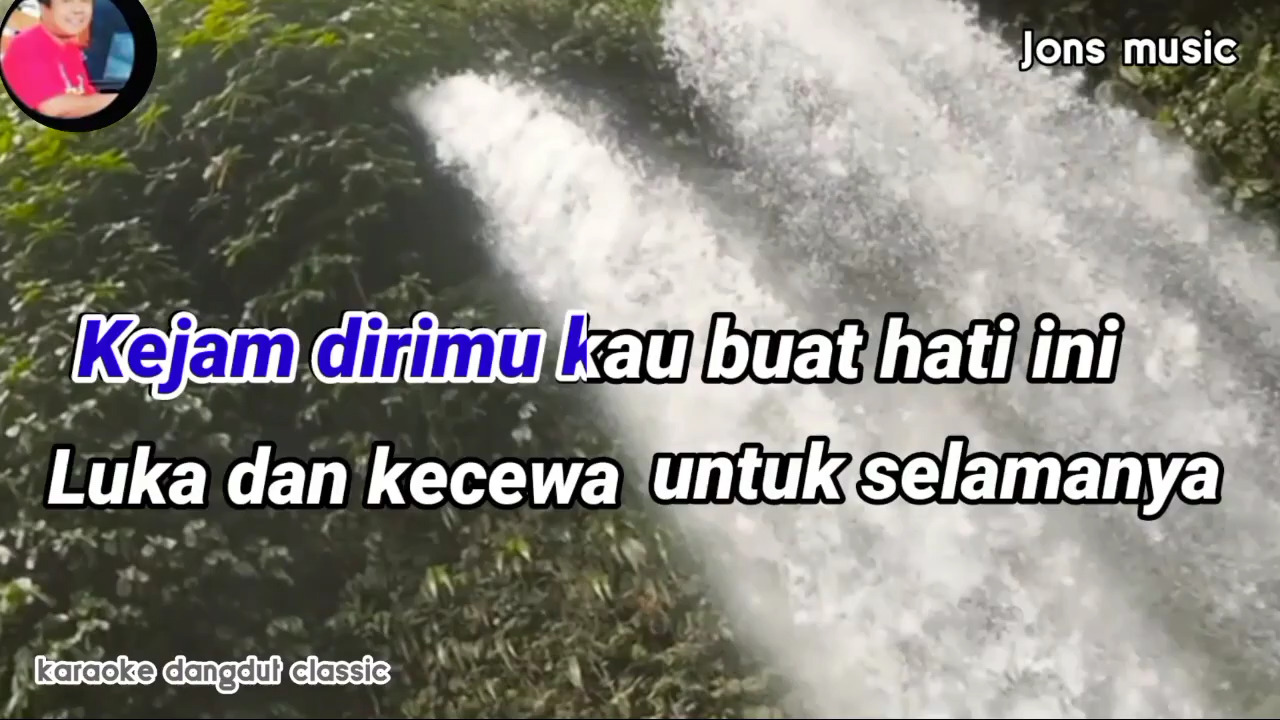 Jons music
Kejam dirimu kau buat hati ini
Luka dan kecewa untuk selamanya
karaoke dangdut classic